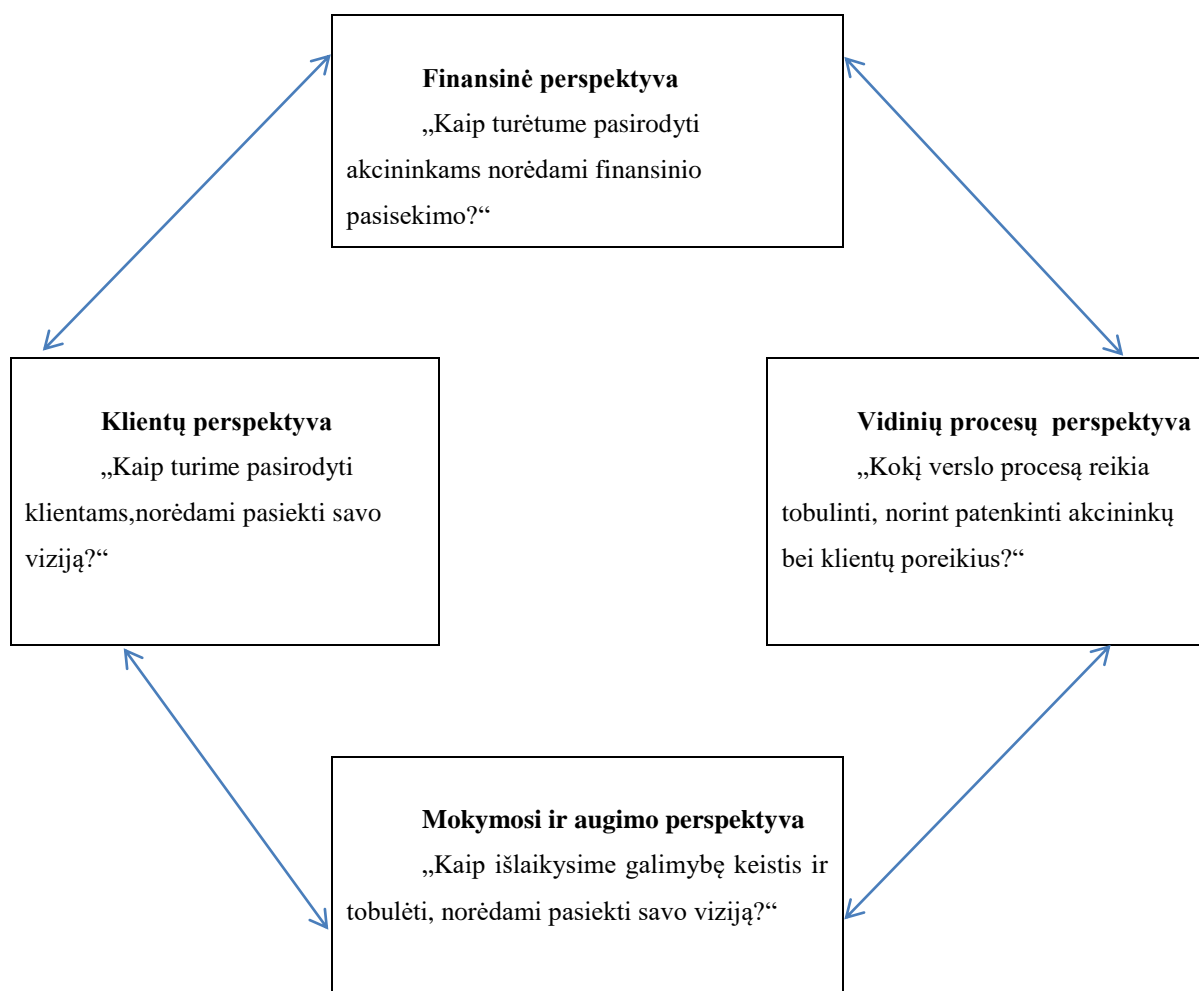 Finansinė perspektyva
„Kaip turėtume pasirodyti
akcininkams norėdami finansinio
pasisekimo?“
Klientų perspektyva
„Kaip turime pasirodyti
klientams,norėdami pasiekti savo
viziją?“
Vidinių procesų perspektyva
„Kokį verslo procesą reikia
tobulinti, norint patenkinti akcininkų
bei klientų poreikius?“
Mokymosi ir augimo perspektyva
„Kaip išlaikysime galimybę keistis ir
tobulėti, norėdami pasiekti savo viziją?“